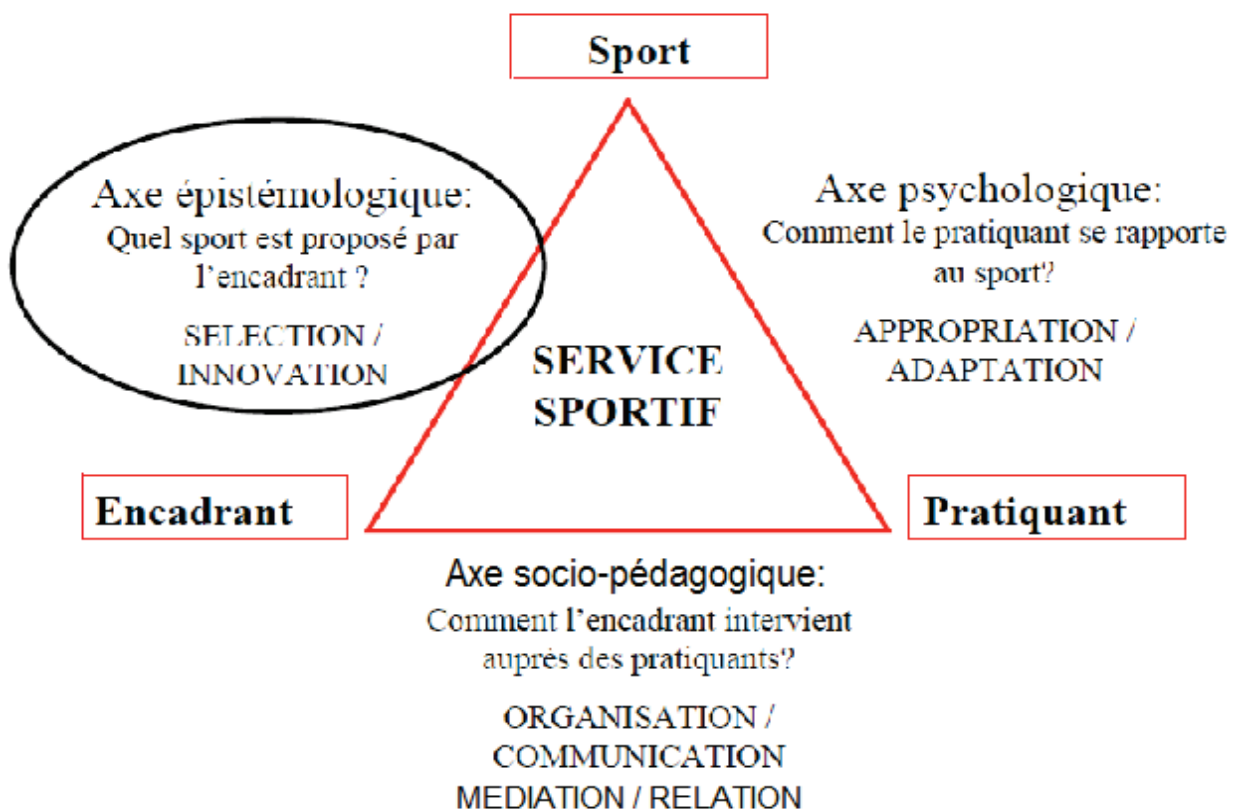 Sport
Axe épistémologique:
Quel sport est proposé par
l'encadrant ?
SELECTION /
INNOVATION
Axe psychologique:
Comment le pratiquant se rapporte
au sport?
APPROPRIATION /
ADAPTATION
SERVICE
SPORTIF
Encadrant
Pratiquant
Axe socio-pédagogique:
Comment l'encadrant intervient
auprès des pratiquants?
ORGANISATION /
COMMUNICATION
MEDIATION / RELATION